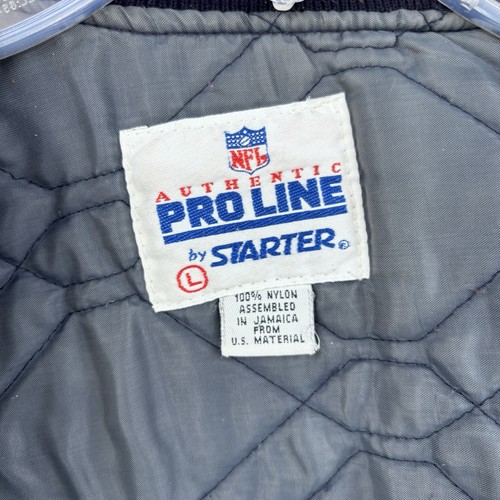 NFL
AUTHENTIC
PRO LINE
by STARTER®
L
100% NYLON
ASSEMBLED
IN JAMAICA
FROM
U.S. MATERIAL